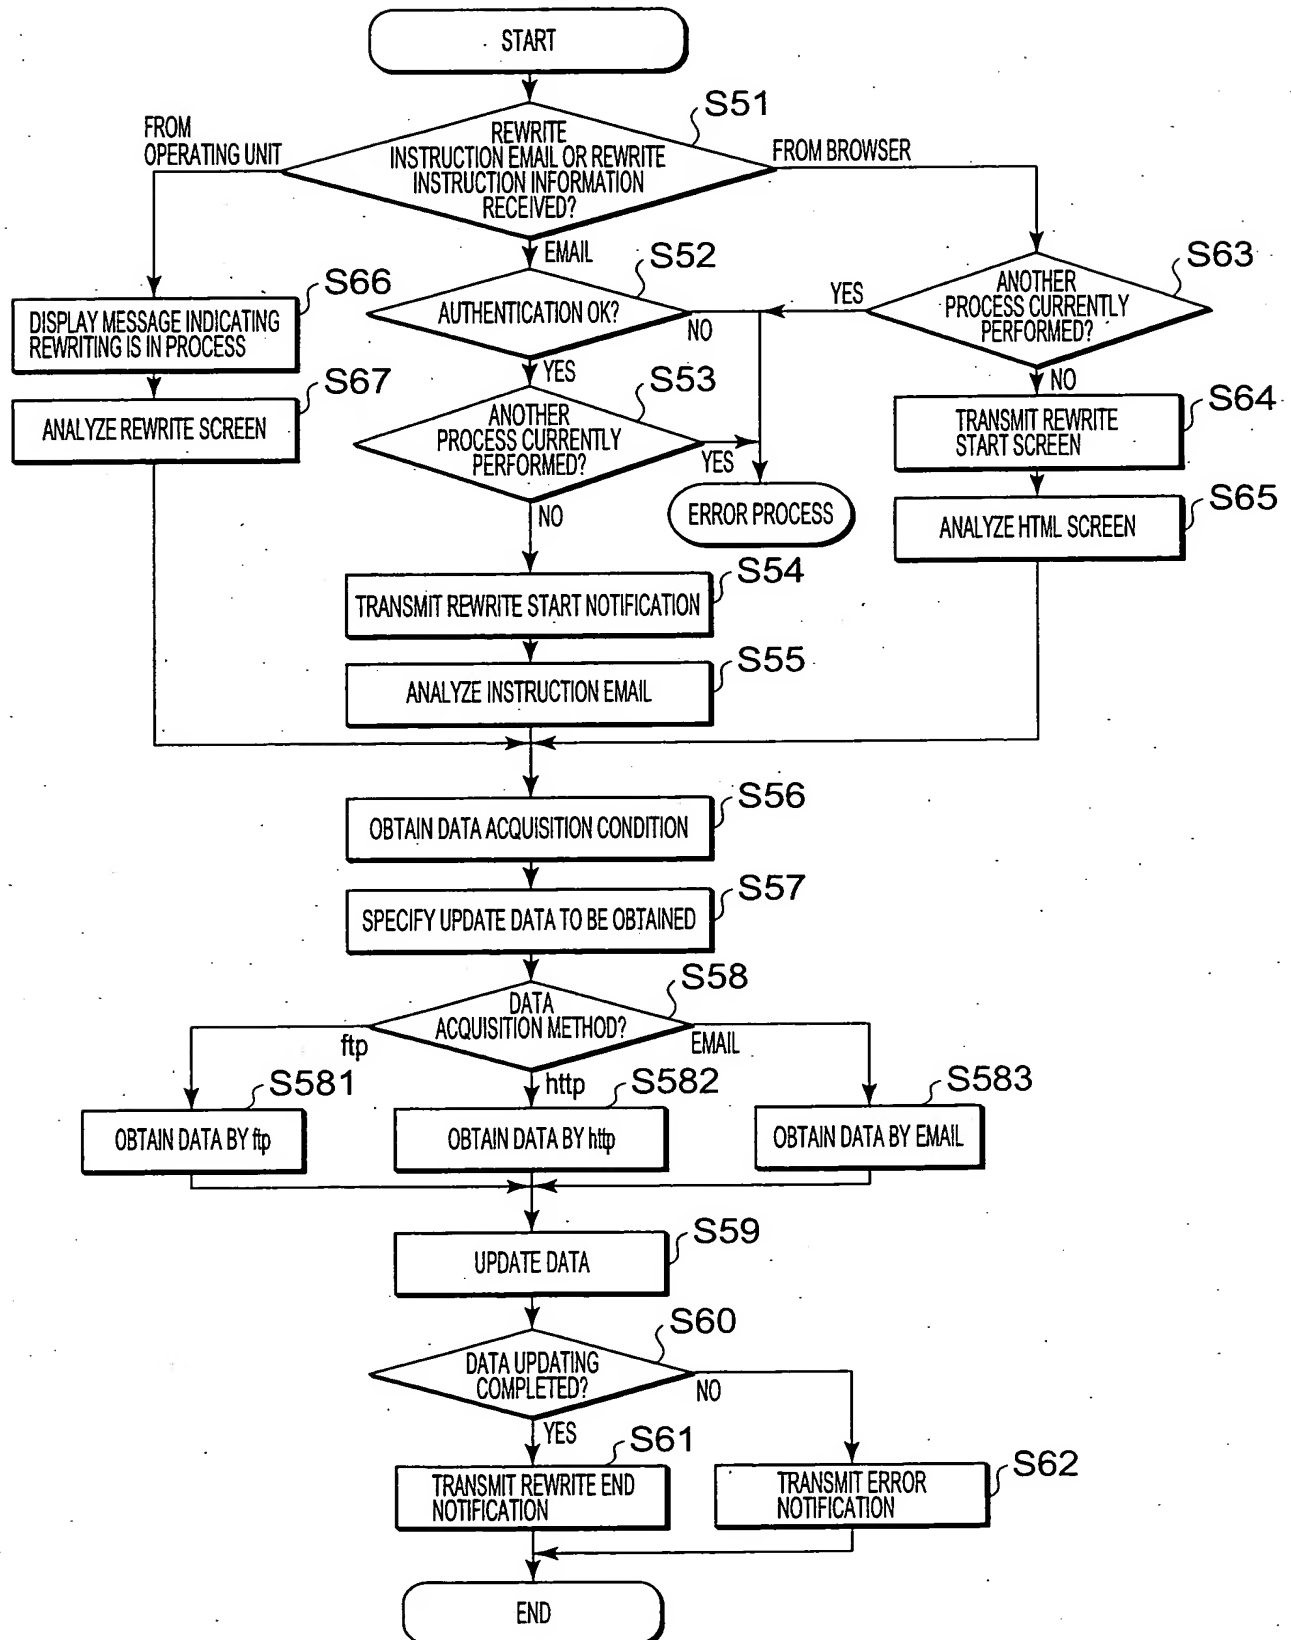 START
S51
FROM
OPERATING UNIT
REWRITE
INSTRUCTION EMAIL OR REWRITE
INSTRUCTION INFORMATION
RECEIVED?
FROM BROWSER
EMAIL
S52
AUTHENTICATION OK?
NO
YES
S63
ANOTHER
PROCESS CURRENTLY
PERFORMED?
YES
NO
S66
DISPLAY MESSAGE INDICATING
REWRITING IS IN PROCESS
S67
ANALYZE REWRITE SCREEN
S53
ANOTHER
PROCESS CURRENTLY
PERFORMED?
YES
NO
ERROR PROCESS
S64
TRANSMIT REWRITE
START SCREEN
S65
ANALYZE HTML SCREEN
S54
TRANSMIT REWRITE START NOTIFICATION
S55
ANALYZE INSTRUCTION EMAIL
S56
OBTAIN DATA ACQUISITION CONDITION
S57
SPECIFY UPDATE DATA TO BE OBTAINED
S58
DATA
ACQUISITION METHOD?
ftp
http
EMAIL
S581
OBTAIN DATA BY ftp
S582
OBTAIN DATA BY http
S583
OBTAIN DATA BY EMAIL
S59
UPDATE DATA
S60
DATA UPDATING
COMPLETED?
NO
YES
S61
TRANSMIT REWRITE END
NOTIFICATION
S62
TRANSMIT ERROR
NOTIFICATION
END